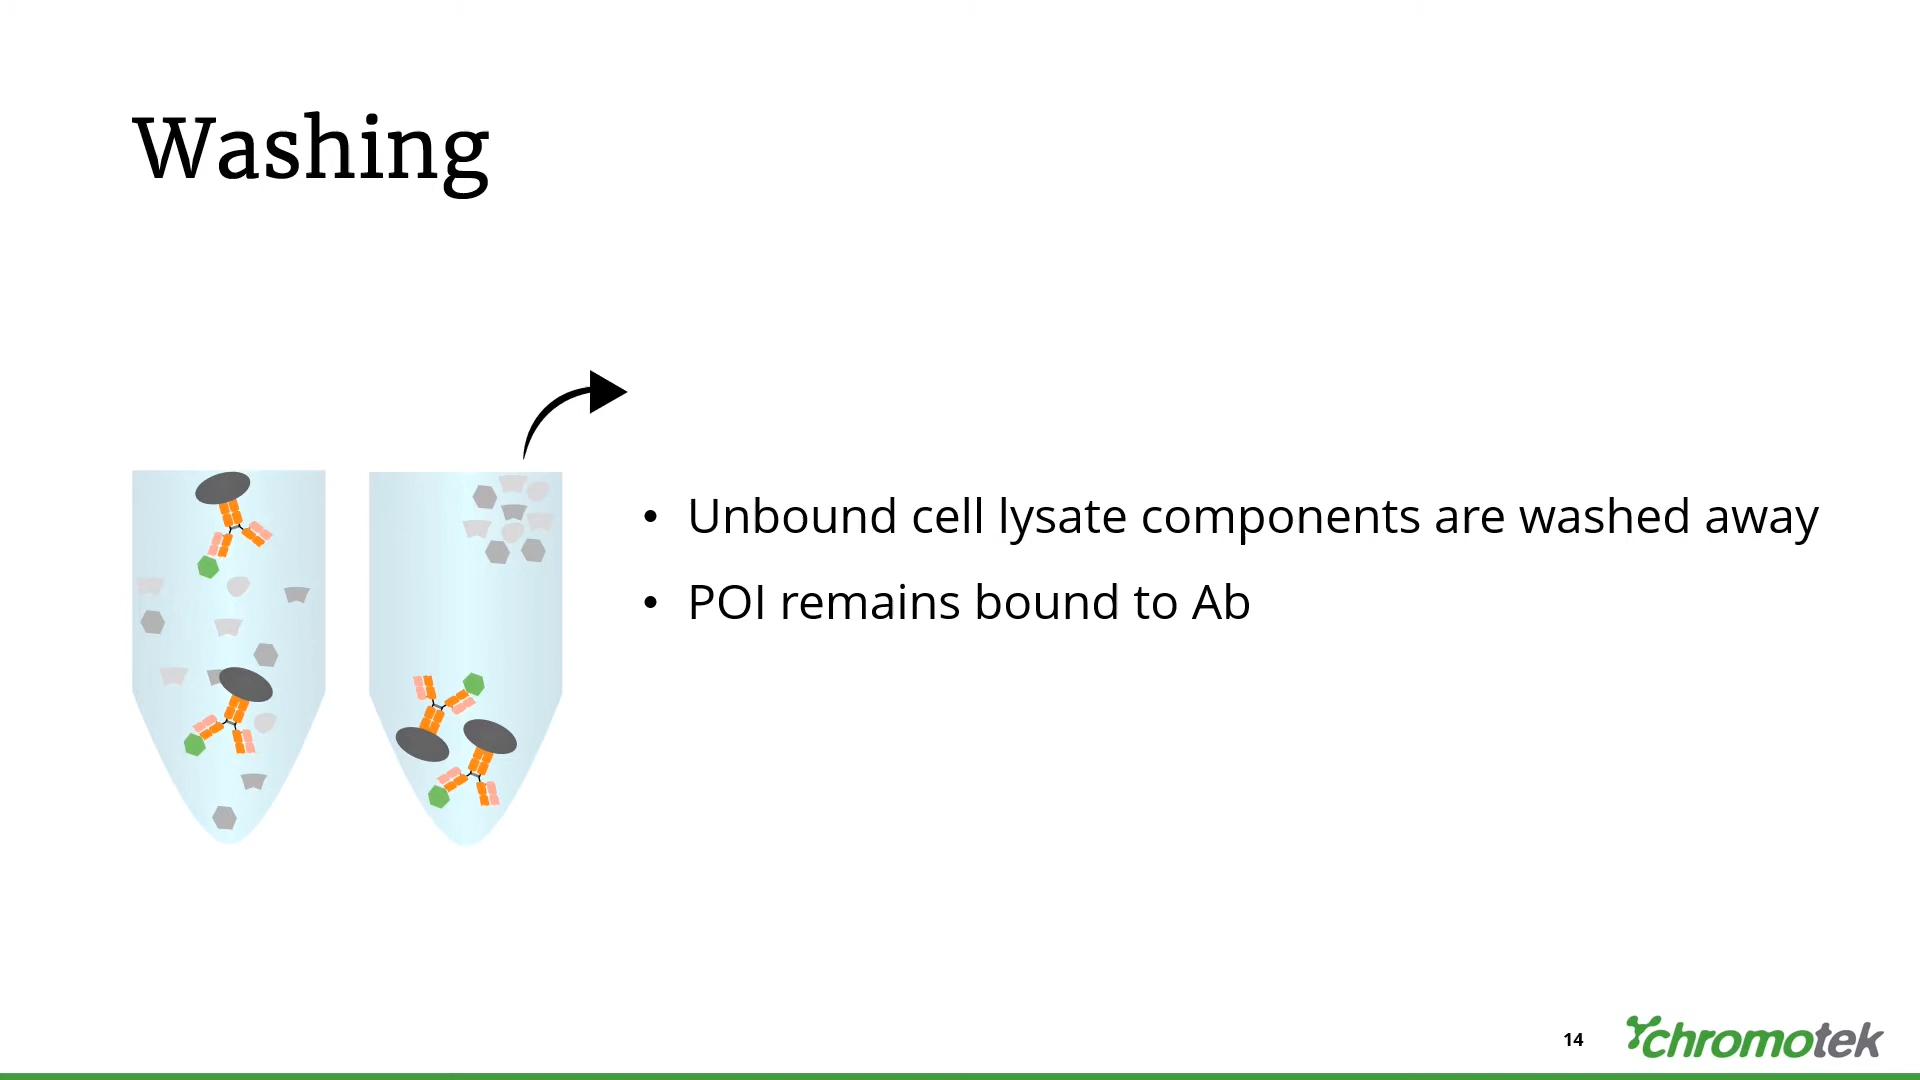 Washing
• Unbound cell lysate components are washed away
• POI remains bound to Ab
14
chromotek